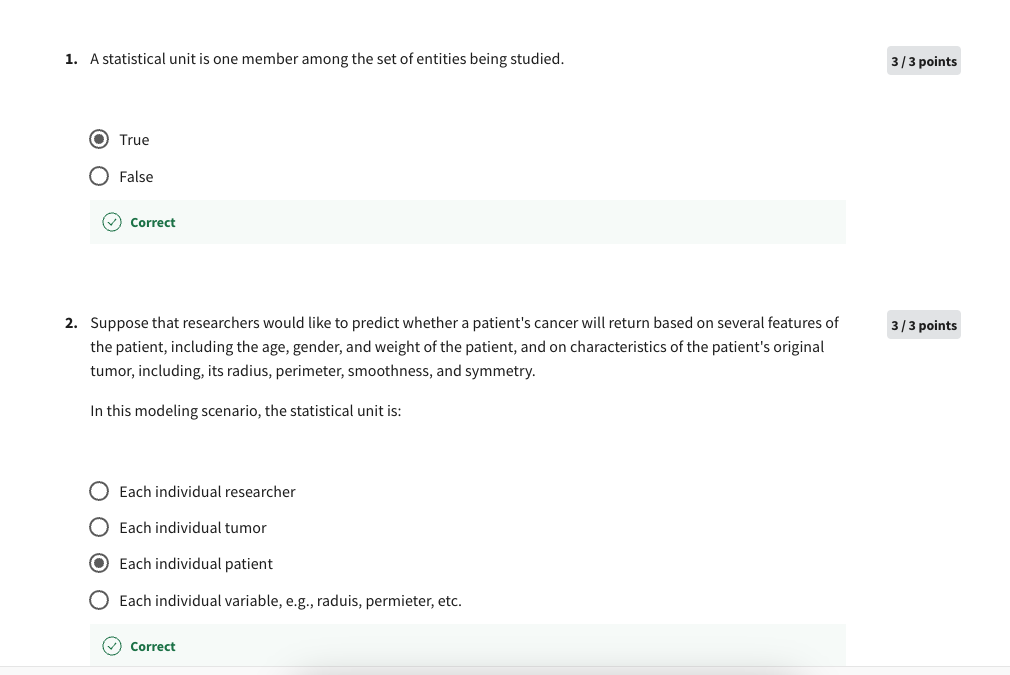 1. A statistical unit is one member among the set of entities being studied.
3 / 3 points
True
False
Correct
2. Suppose that researchers would like to predict whether a patient's cancer will return based on several features of
3 / 3 points
the patient, including the age, gender, and weight of the patient, and on characteristics of the patient's original
tumor, including, its radius, perimeter, smoothness, and symmetry.
In this modeling scenario, the statistical unit is:
Each individual researcher
Each individual tumor
Each individual patient
Each individual variable, e.g., raduis, permieter, etc.
Correct